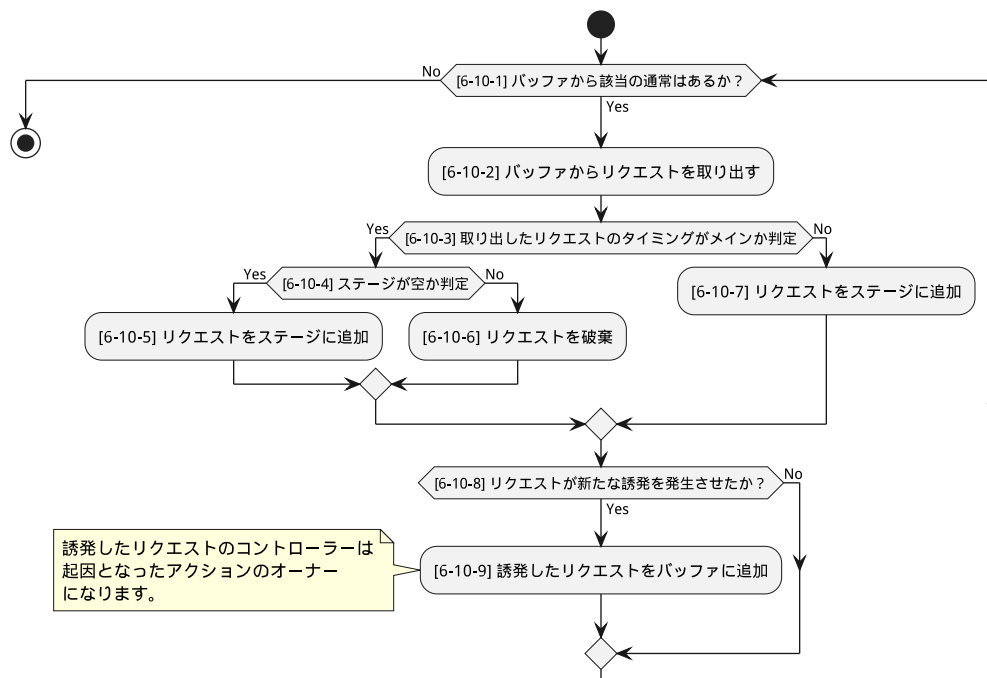 No
[6-10-1] バッファから該当の通常はあるか？
Yes
[6-10-2] バッファからリクエストを取り出す
Yes
[6-10-3] 取り出したリクエストのタイミングがメインか判定
No
Yes
[6-10-4] ステージが空か判定
No
[6-10-7] リクエストをステージに追加
[6-10-5] リクエストをステージに追加
[6-10-6] リクエストを破棄
[6-10-8] リクエストが新たな誘発を発生させたか？
No
Yes
誘発したリクエストのコントローラーは
起因となったアクションのオーナー
になります。
[6-10-9] 誘発したリクエストをバッファに追加